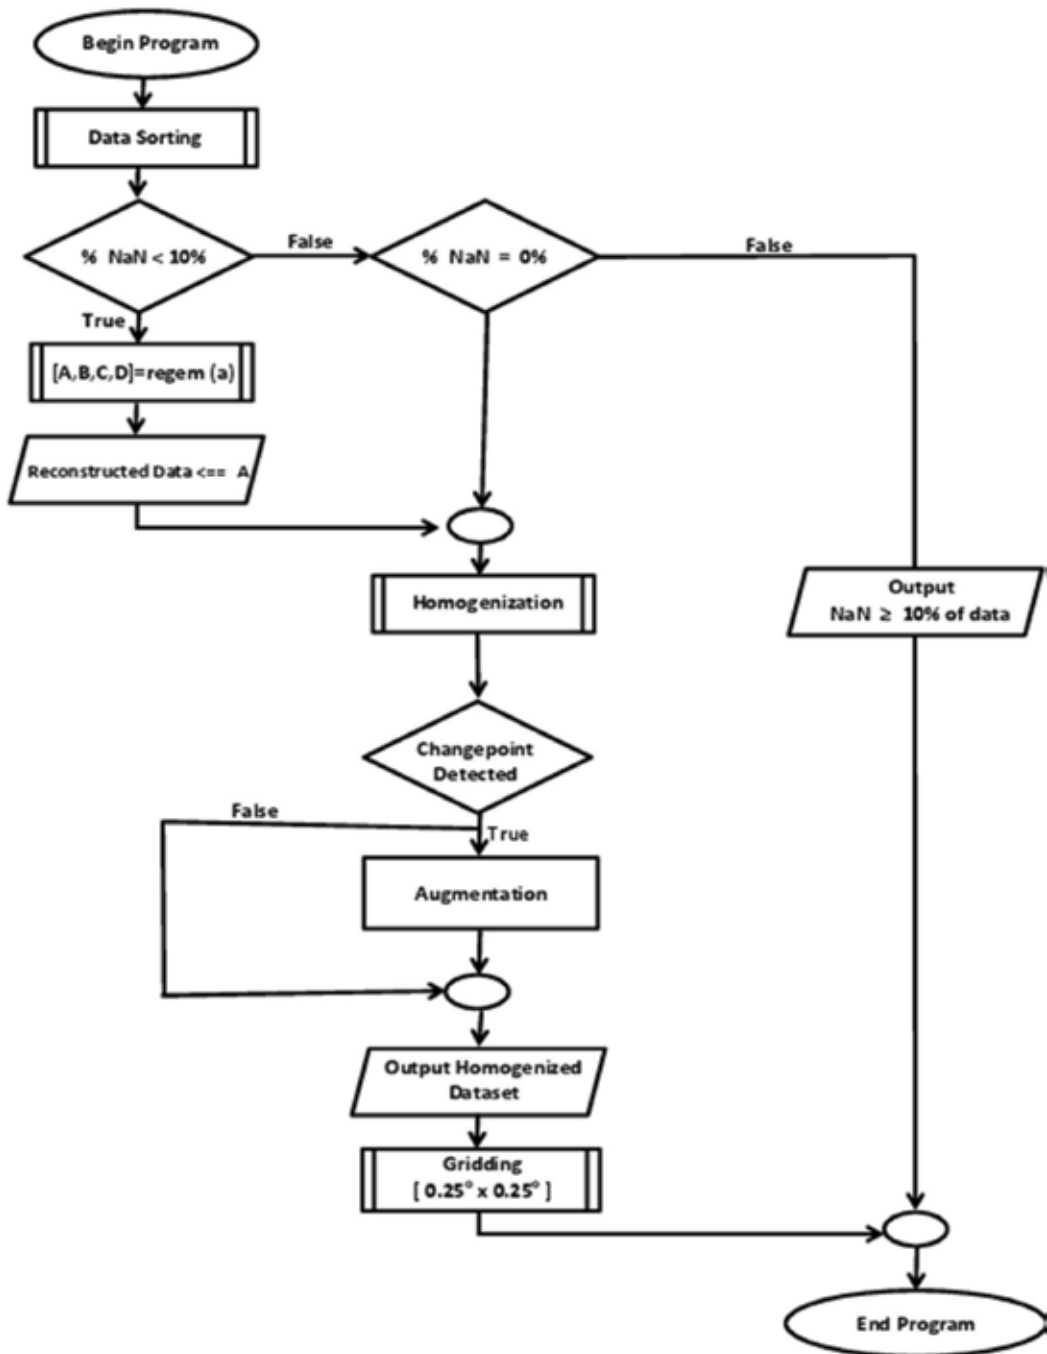 Begin Program
Data Sorting
% NaN < 10%
False
% NaN = 0%
False
True
[A,B,C,D]=regem (a)
Reconstructed Data <== A
Homogenization
Output
NaN ≥ 10% of data
Changepoint
Detected
False
True
Augmentation
Output Homogenized
Dataset
Gridding
[ 0.25° x 0.25° ]
End Program